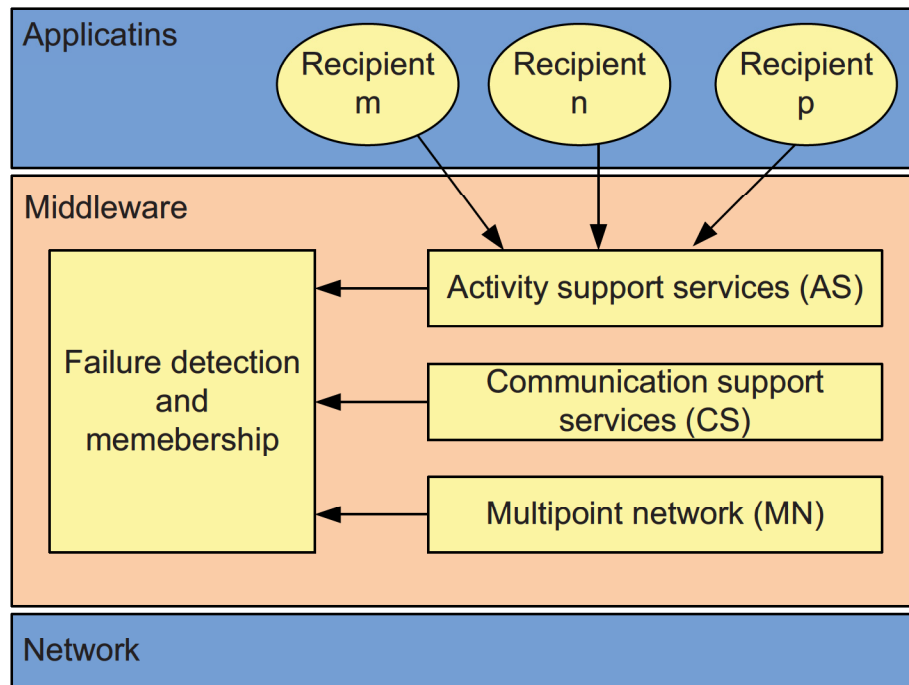 Applicatins
Recipient
m
Recipient
n
Recipient
p
Middleware
Failure detection
and
memebership
Activity support services (AS)
Communication support
services (CS)
Multipoint network (MN)
Network